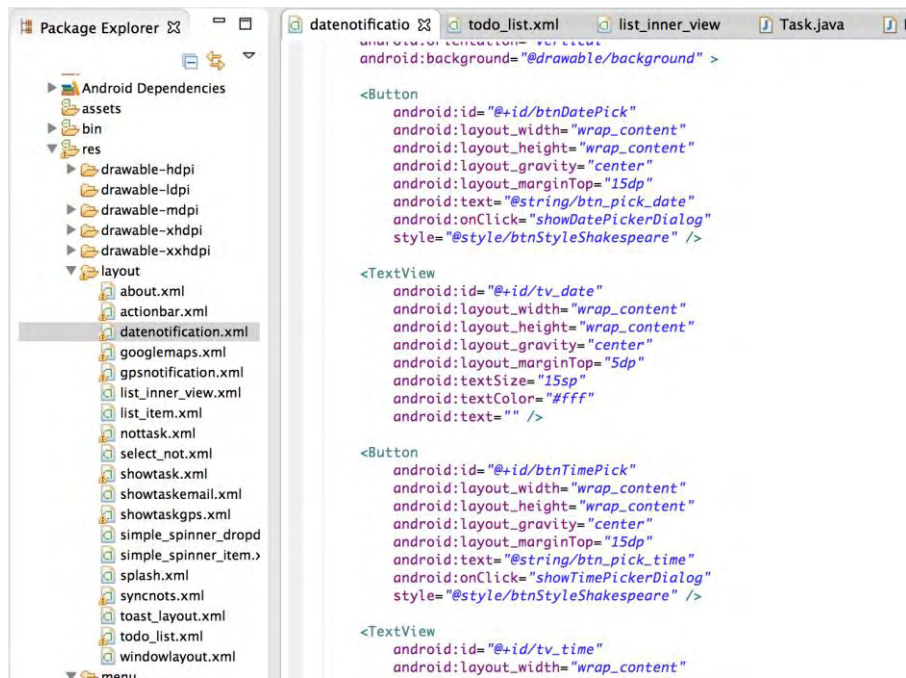 Package Explorer
Android Dependencies
assets
bin
res
drawable-hdpi
drawable-ldpi
drawable-mdpi
drawable-xhdpi
drawable-xxhdpi
layout
about.xml
actionbar.xml
datenotification.xml
googlemaps.xml
gpsnotification.xml
list_inner_view.xml
list_item.xml
nottask.xml
select_not.xml
showtask.xml
showtaskemail.xml
showtaskgps.xml
simple_spinner_dropd
simple_spinner_item.x
splash.xml
syncnots.xml
toast_layout.xml
todo_list.xml
windowlayout.xml
menu
datenotificatio todo_list.xml list_inner_view Task.java
android:orientation="vertical"
android:background="@drawable/background" >
<Button
android:id="@+id/btnDatePick"
android:layout_width="wrap_content"
android:layout_height="wrap_content"
android:layout_gravity="center"
android:layout_marginTop="15dp"
android:text="@string/btn_pick_date"
android:onClick="showDatePickerDialog"
style="@style/btnStyleShakespeare" />
<TextView
android:id="@+id/tv_date"
android:layout_width="wrap_content"
android:layout_height="wrap_content"
android:layout_gravity="center"
android:layout_marginTop="5dp"
android:textSize="15sp"
android:textColor="#fff"
android:text="" />
<Button
android:id="@+id/btnTimePick"
android:layout_width="wrap_content"
android:layout_height="wrap_content"
android:layout_gravity="center"
android:layout_marginTop="15dp"
android:text="@string/btn_pick_time"
android:onClick="showTimePickerDialog"
style="@style/btnStyleShakespeare" />
<TextView
android:id="@+id/tv_time"
android:layout_width="wrap_content"